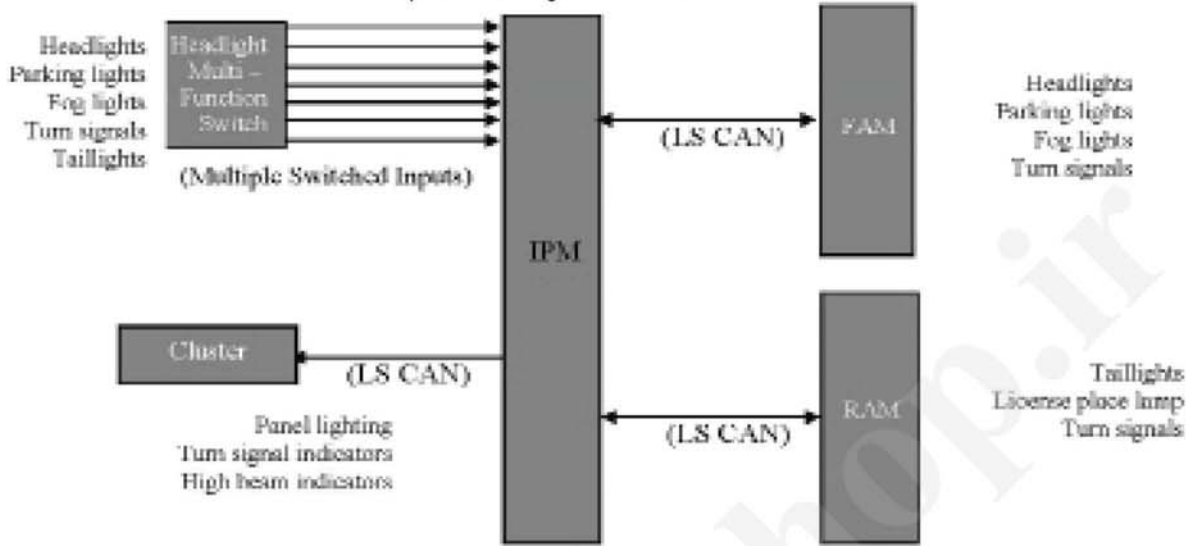 Headlights
Parking lights
Fog lights
Turn signals
Taillights
Headlight
Multi –
Function
Switch
(Multiple Switched Inputs)
IPM
(LS CAN)
FAM
Headlights
Parking lights
Fog lights
Turn signals
Cluster
(LS CAN)
Panel lighting
Turn signal indicators
High beam indicators
(LS CAN)
RAM
Taillights
License place lamp
Turn signals
hop.ir